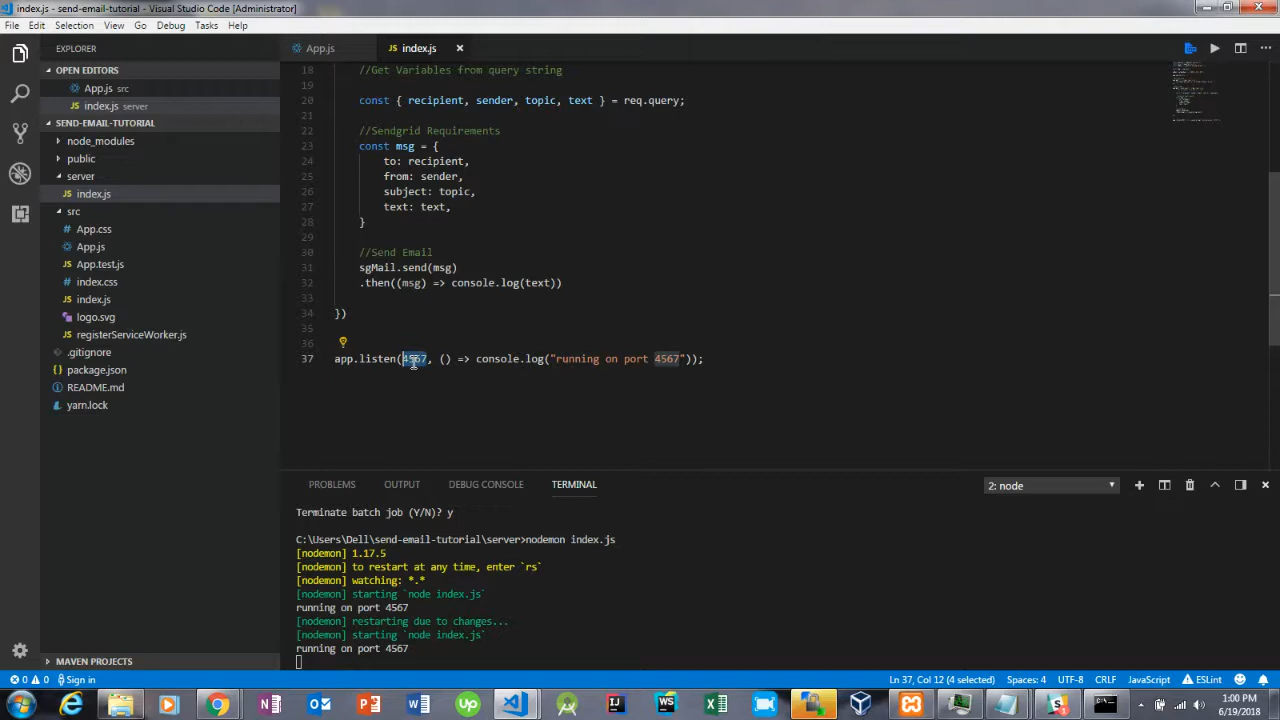 index.js - send-email-tutorial - Visual Studio Code [Administrator]
File Edit Selection View Go Debug Tasks Help
EXPLORER
OPEN EDITORS
App.js src
index.js server
SEND-EMAIL-TUTORIAL
node_modules
public
server
JS index.js
src
App.css
App.js
JS App.test.js
index.css
JS index.js
logo.svg
JS registerServiceWorker.js
.gitignore
package.json
README.md
yarn.lock
MAVEN PROJECTS
App.js JS index.js
18 //Get Variables from query string
19
20 const { recipient, sender, topic, text } = req.query;
21
22 //Sendgrid Requirements
23 const msg = {
24 to: recipient,
25 from: sender,
26 subject: topic,
27 text: text,
28 }
29
30 //Send Email
31 sgMail.send(msg)
32 .then((msg) => console.log(text))
33
34 })
35
36
37 app.listen(4567, () => console.log("running on port 4567"));
PROBLEMS OUTPUT DEBUG CONSOLE TERMINAL 2: node
Terminate batch job (Y/N)? y
C:\Users\Dell\send-email-tutorial\server>nodemon index.js
[nodemon] 1.17.5
[nodemon] to restart at any time, enter `rs`
[nodemon] watching: *.*
[nodemon] starting `node index.js`
running on port 4567
[nodemon] restarting due to changes...
[nodemon] starting `node index.js`
running on port 4567
0 0 Sign in Ln 37, Col 12 (4 selected) Spaces: 4 UTF-8 CRLF JavaScript ESLint
1:00 PM
6/19/2018